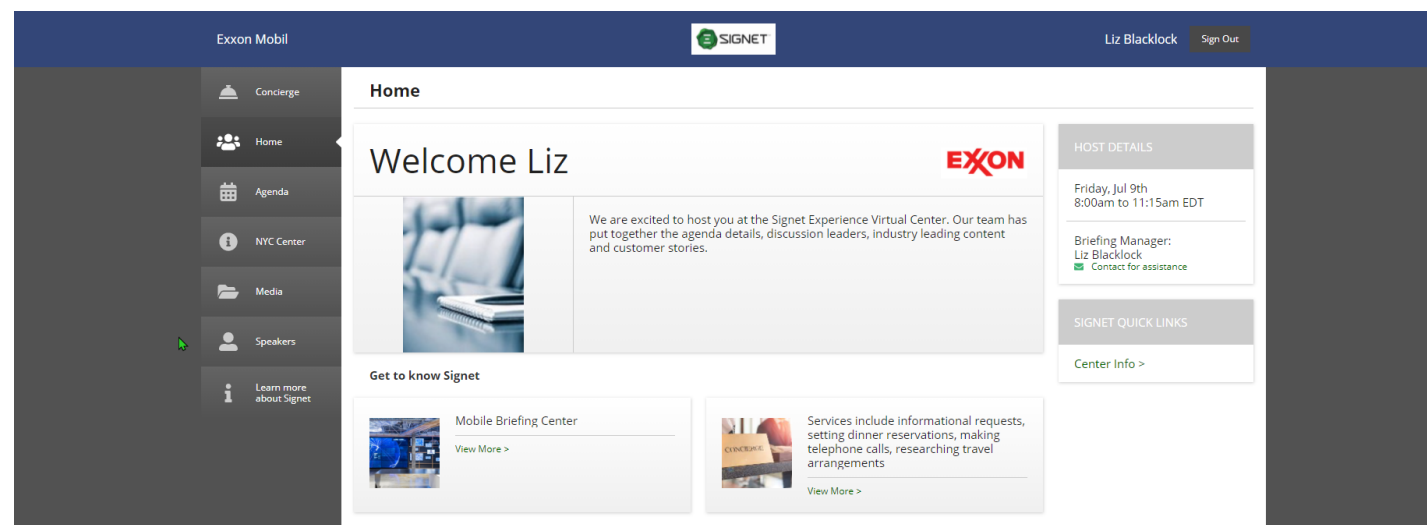 Exxon Mobil
SIGNET
Liz Blacklock
Sign Out
Concierge
Home
Agenda
NYC Center
Media
Speakers
Learn more
about Signet
Home
Welcome Liz
EXXON
We are excited to host you at the Signet Experience Virtual Center. Our team has
put together the agenda details, discussion leaders, industry leading content
and customer stories.
Get to know Signet
Mobile Briefing Center
View More >
CONCIERGE
Services include informational requests,
setting dinner reservations, making
telephone calls, researching travel
arrangements
View More >
HOST DETAILS
Friday, Jul 9th
8:00am to 11:15am EDT
Briefing Manager:
Liz Blacklock
Contact for assistance
SIGNET QUICK LINKS
Center Info >